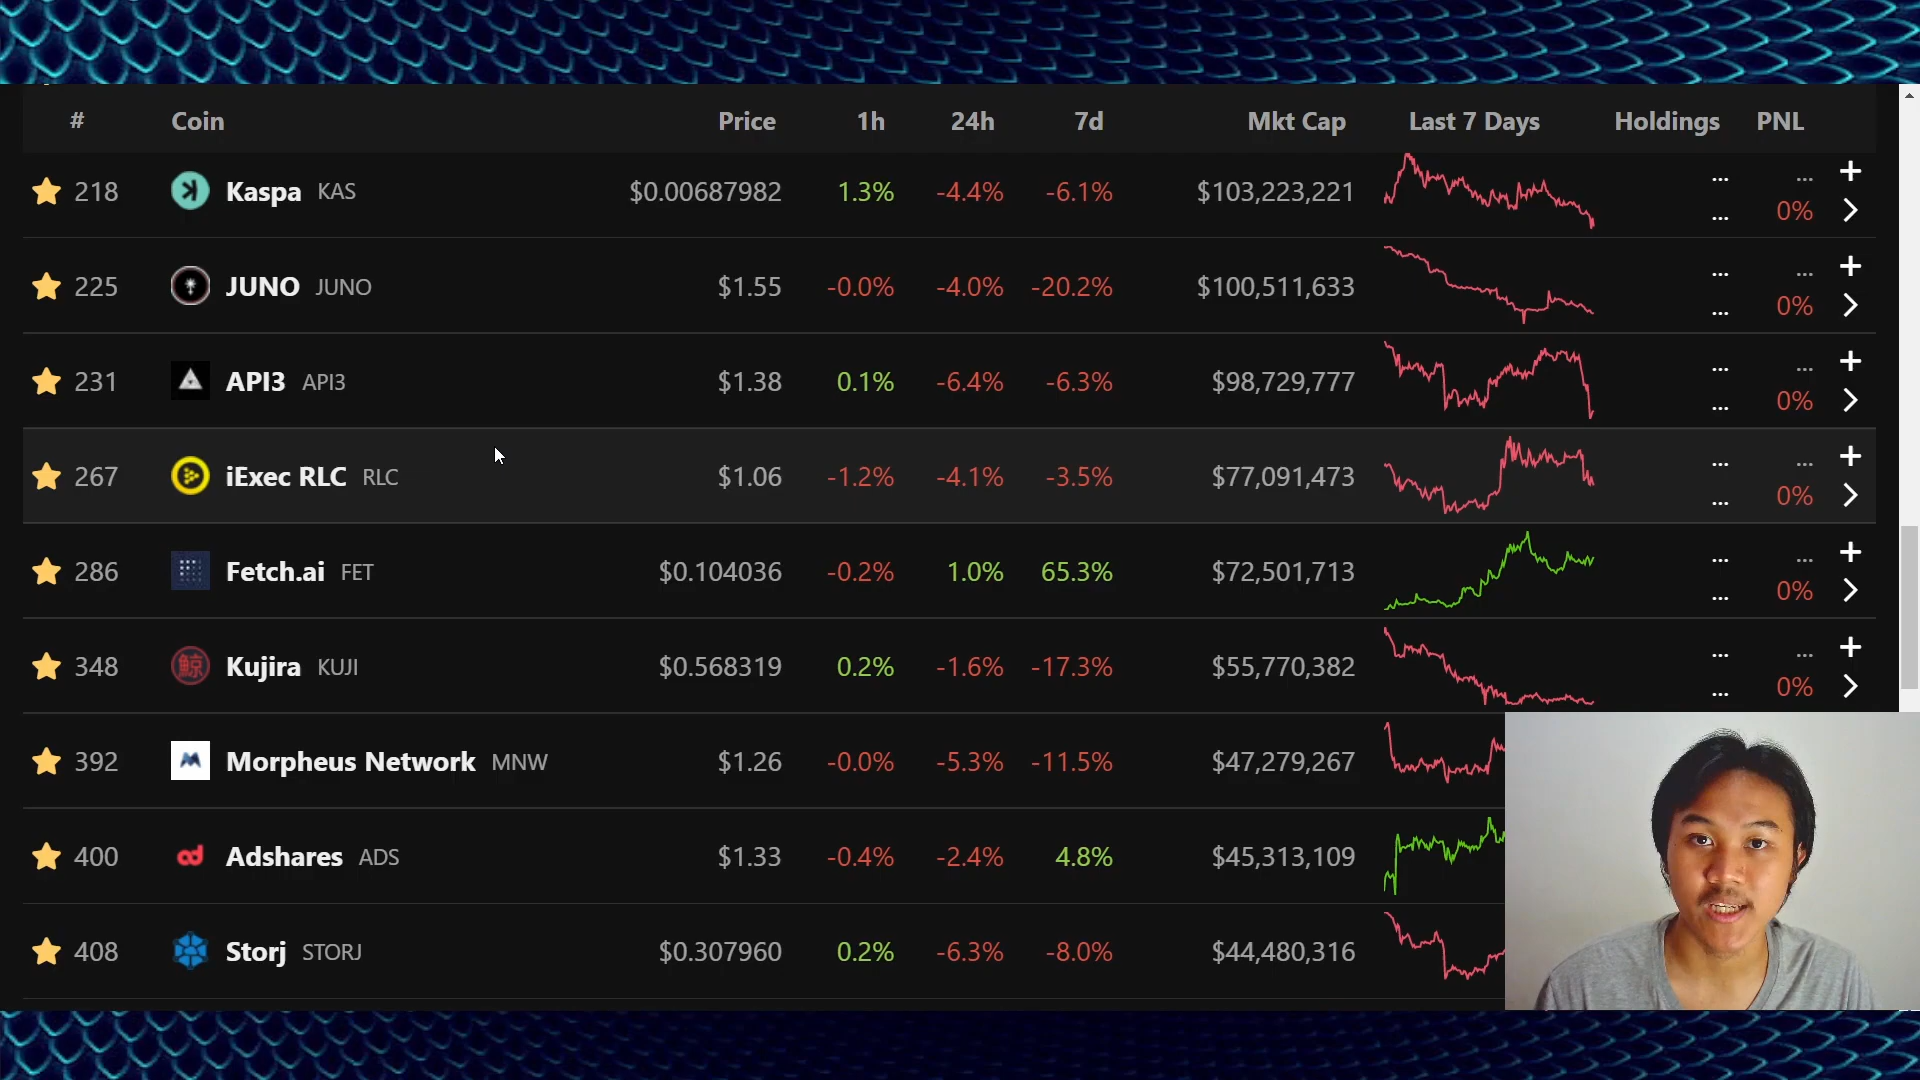 # Coin Price 1h 24h 7d Mkt Cap Last 7 Days Holdings PNL
218 Kaspa KAS $0.00687982 1.3% -4.4% -6.1% $103,223,221 ... ... +
... 0%
225 JUNO JUNO $1.55 -0.0% -4.0% -20.2% $100,511,633 ... ... +
... 0%
231 API3 API3 $1.38 0.1% -6.4% -6.3% $98,729,777 ... ... +
... 0%
267 iExec RLC RLC $1.06 -1.2% -4.1% -3.5% $77,091,473 ... ... +
... 0%
286 Fetch.ai FET $0.104036 -0.2% 1.0% 65.3% $72,501,713 ... ... +
... 0%
348 鯨 Kujira KUJI $0.568319 0.2% -1.6% -17.3% $55,770,382 ... ... +
... 0%
392 Morpheus Network MNW $1.26 -0.0% -5.3% -11.5% $47,279,267
400 ad Adshares ADS $1.33 -0.4% -2.4% 4.8% $45,313,109
408 Storj STORJ $0.307960 0.2% -6.3% -8.0% $44,480,316